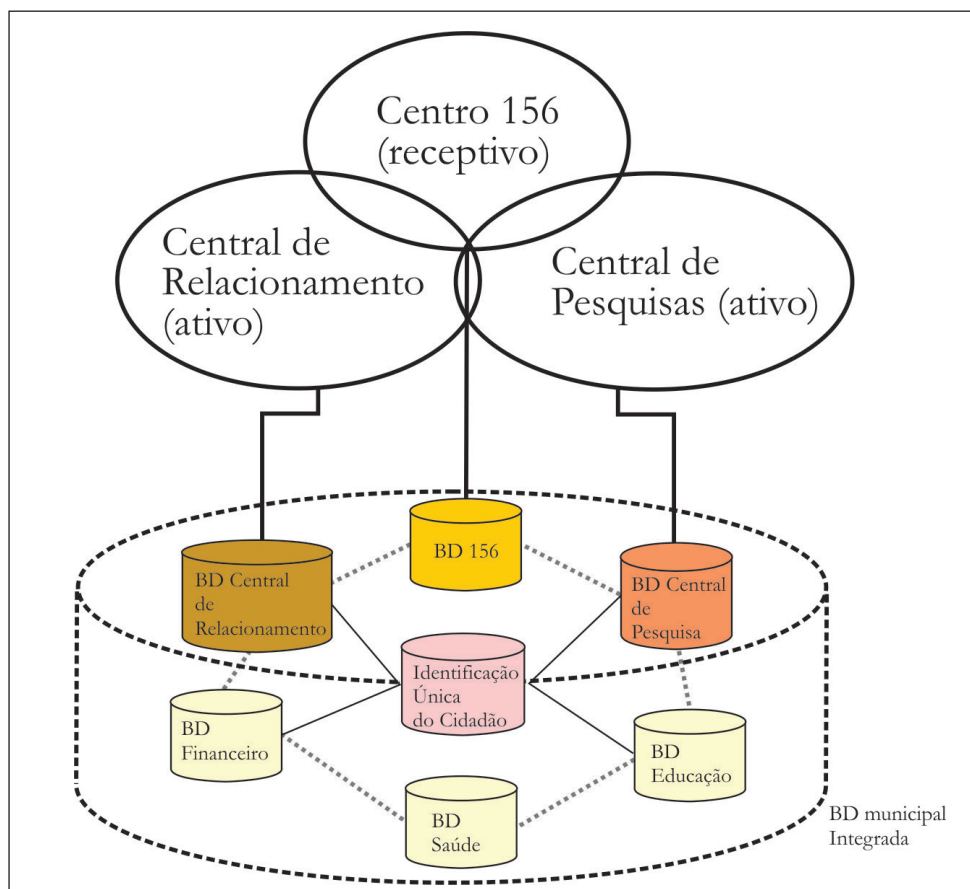 Centro 156
(receptivo)
Central de
Relacionamento
(ativo)
Central de
Pesquisas (ativo)
BD 156
BD Central
de
Relacionamento
BD Central
de
Pesquisa
Identificação
Única
do Cidadão
BD
Financeiro
BD
Educação
BD
Saúde
BD municipal
Integrada